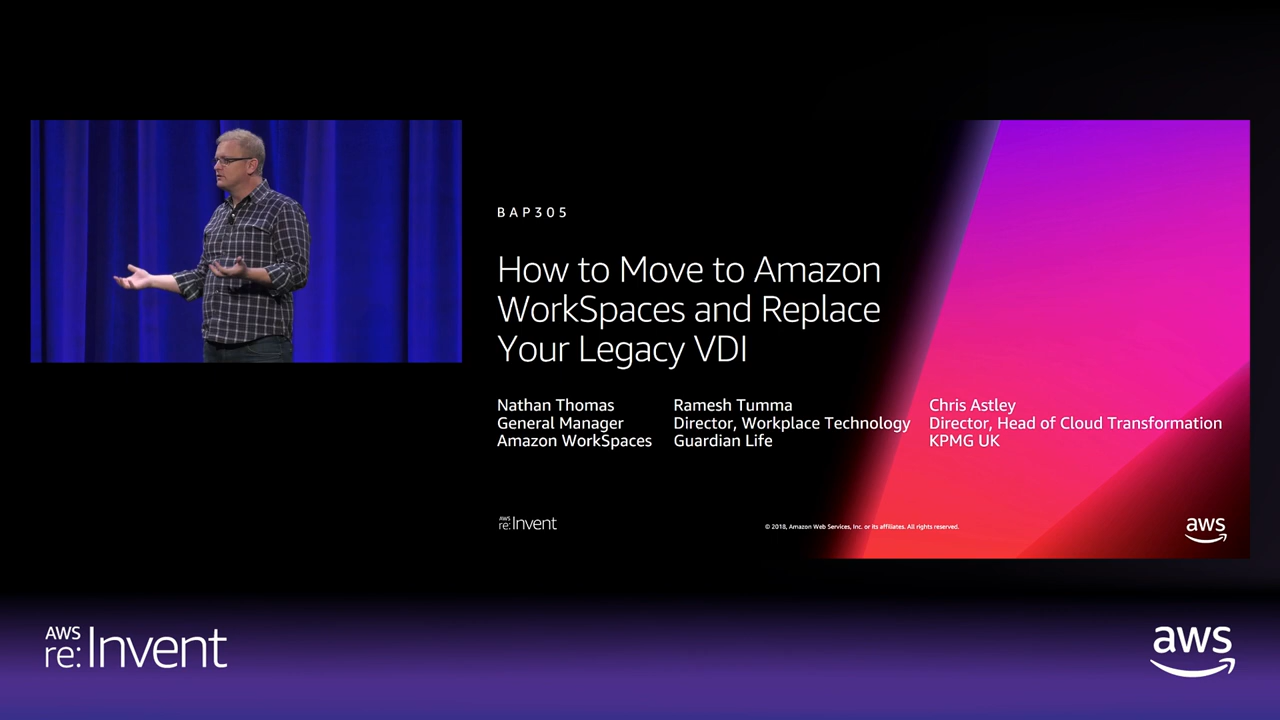 BAP305
How to Move to Amazon
WorkSpaces and Replace
Your Legacy VDI
Nathan Thomas
General Manager
Amazon WorkSpaces
Ramesh Tumma
Director, Workplace Technology
Guardian Life
Chris Astley
Director, Head of Cloud Transformation
KPMG UK
AWS
re:Invent
© 2018, Amazon Web Services, Inc. or its affiliates. All rights reserved.
aws
AWS
re:Invent
aws